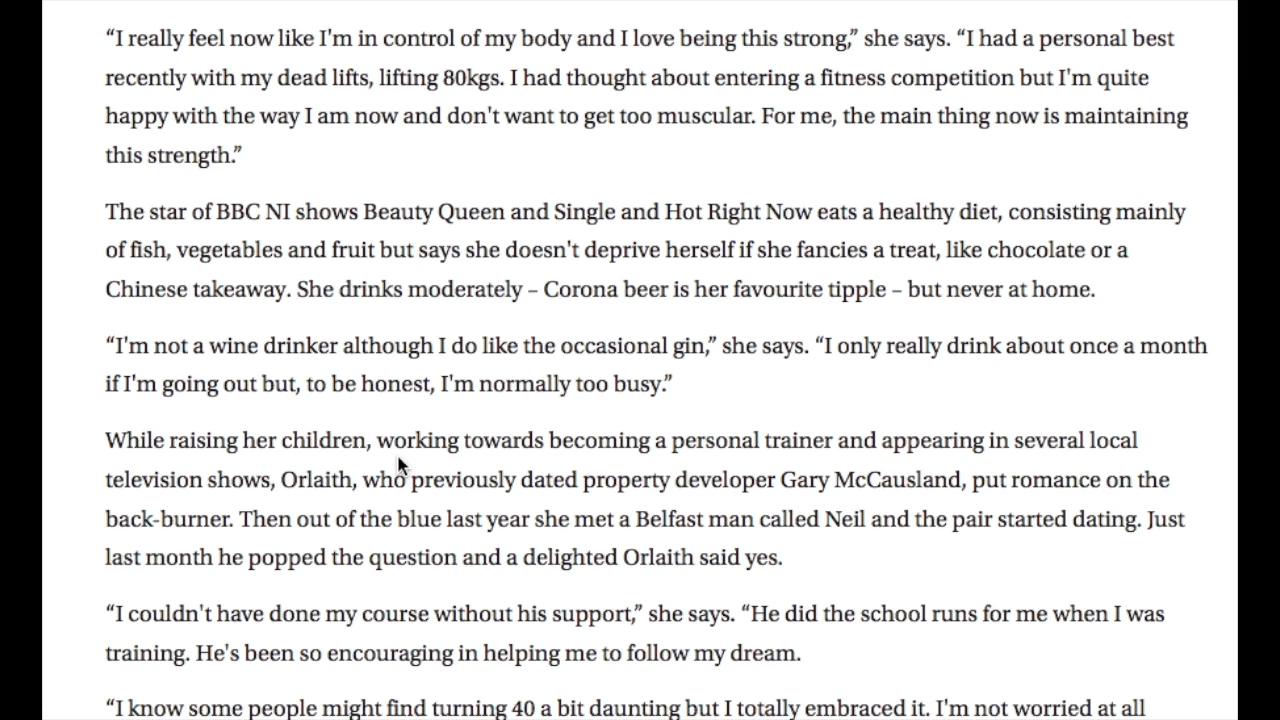 “I really feel now like I'm in control of my body and I love being this strong,” she says. “I had a personal best
recently with my dead lifts, lifting 80kgs. I had thought about entering a fitness competition but I'm quite
happy with the way I am now and don't want to get too muscular. For me, the main thing now is maintaining
this strength.”
The star of BBC NI shows Beauty Queen and Single and Hot Right Now eats a healthy diet, consisting mainly
of fish, vegetables and fruit but says she doesn't deprive herself if she fancies a treat, like chocolate or a
Chinese takeaway. She drinks moderately – Corona beer is her favourite tipple – but never at home.
“I'm not a wine drinker although I do like the occasional gin,” she says. “I only really drink about once a month
if I'm going out but, to be honest, I'm normally too busy.”
While raising her children, working towards becoming a personal trainer and appearing in several local
television shows, Orlaith, who previously dated property developer Gary McCausland, put romance on the
back-burner. Then out of the blue last year she met a Belfast man called Neil and the pair started dating. Just
last month he popped the question and a delighted Orlaith said yes.
“I couldn't have done my course without his support,” she says. “He did the school runs for me when I was
training. He's been so encouraging in helping me to follow my dream.
“I know some people might find turning 40 a bit daunting but I totally embraced it. I'm not worried at all